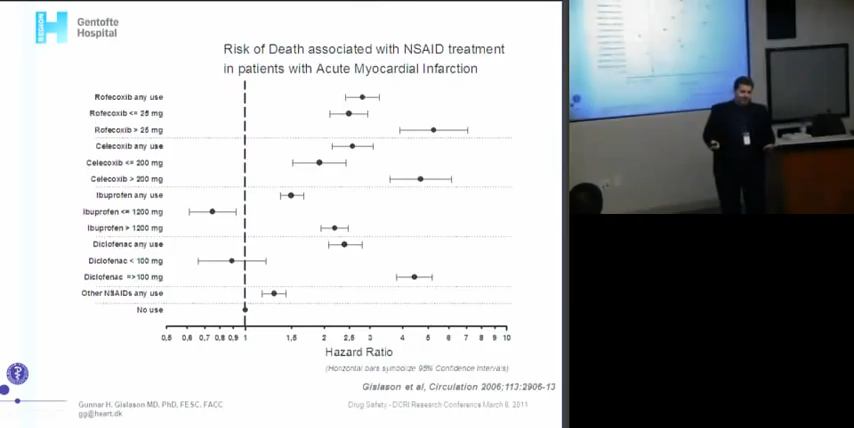 REGION
H
Gentofte
Hospital
Risk of Death associated with NSAID treatment
in patients with Acute Myocardial Infarction
Rofecoxib any use
Rofecoxib <= 25 mg
Rofecoxib > 25 mg
Celecoxib any use
Celecoxib <= 200 mg
Celecoxib > 200 mg
Ibuprofen any use
Ibuprofen <= 1200 mg
Ibuprofen > 1200 mg
Diclofenac any use
Diclofenac < 100 mg
Diclofenac =>100 mg
Other NSAIDs any use
No use
1
0,5 0,6 0,7 0,8 0,9 1 1,5 2 2,5 3 4 5 6 7 8 9 10
Hazard Ratio
(Horizontal bars symbolize 95% Confidence Intervals)
Gislason et al, Circulation 2006;113:2906-13
Gunnar H. Gislason MD, PhD, FESC, FACC
gg@heart.dk
Drug Safety - DCRI Research Conference March 8, 2011